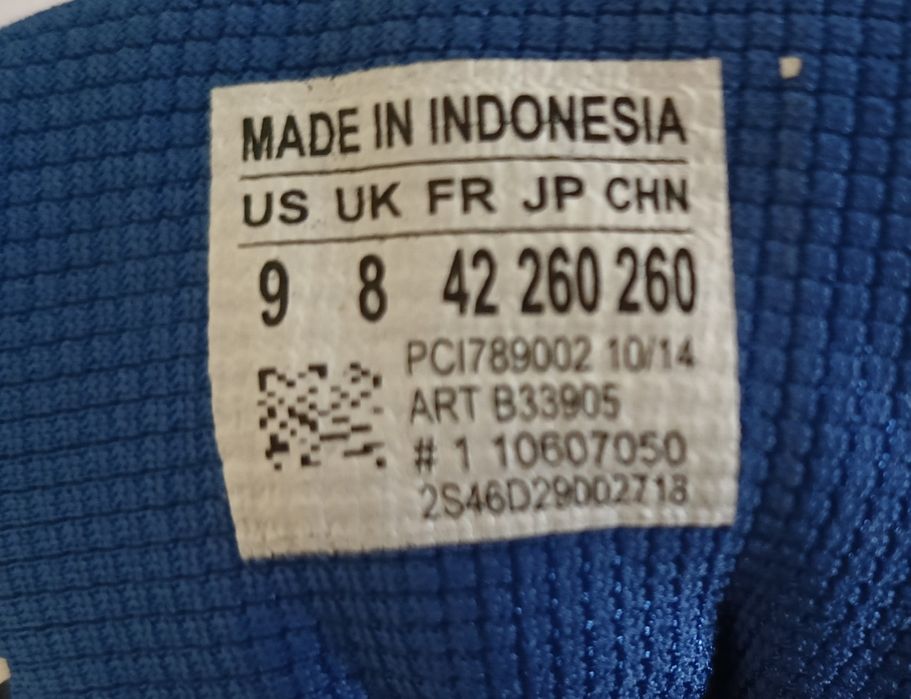 MADE IN INDONESIA
US UK FR JP CHN
9 8 42 260 260
PCI789002 10/14
ART B33905
# 1 10607050
2S46D29002718